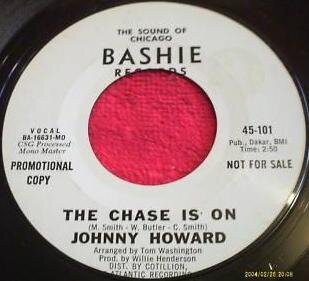 THE SOUND OF
CHICAGO
BASHIE
RECORDS
VOCAL
BA-16631-MO
CSG Processed
Mono Master
PROMOTIONAL
COPY
45-101
Pub., Dakar, BMI
Time: 2:50
NOT FOR SALE
THE CHASE IS ON
(M. Smith - W. Butler - C. Smith)
JOHNNY HOWARD
Arranged by Tom Washington
Prod. by Willie Henderson
DIST. BY COTILLION,
ATLANTIC RECORDING
2004/02/26 20:08